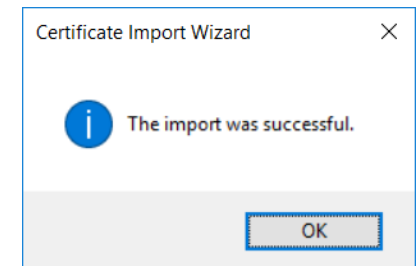 Certificate Import Wizard
The import was successful.
OK